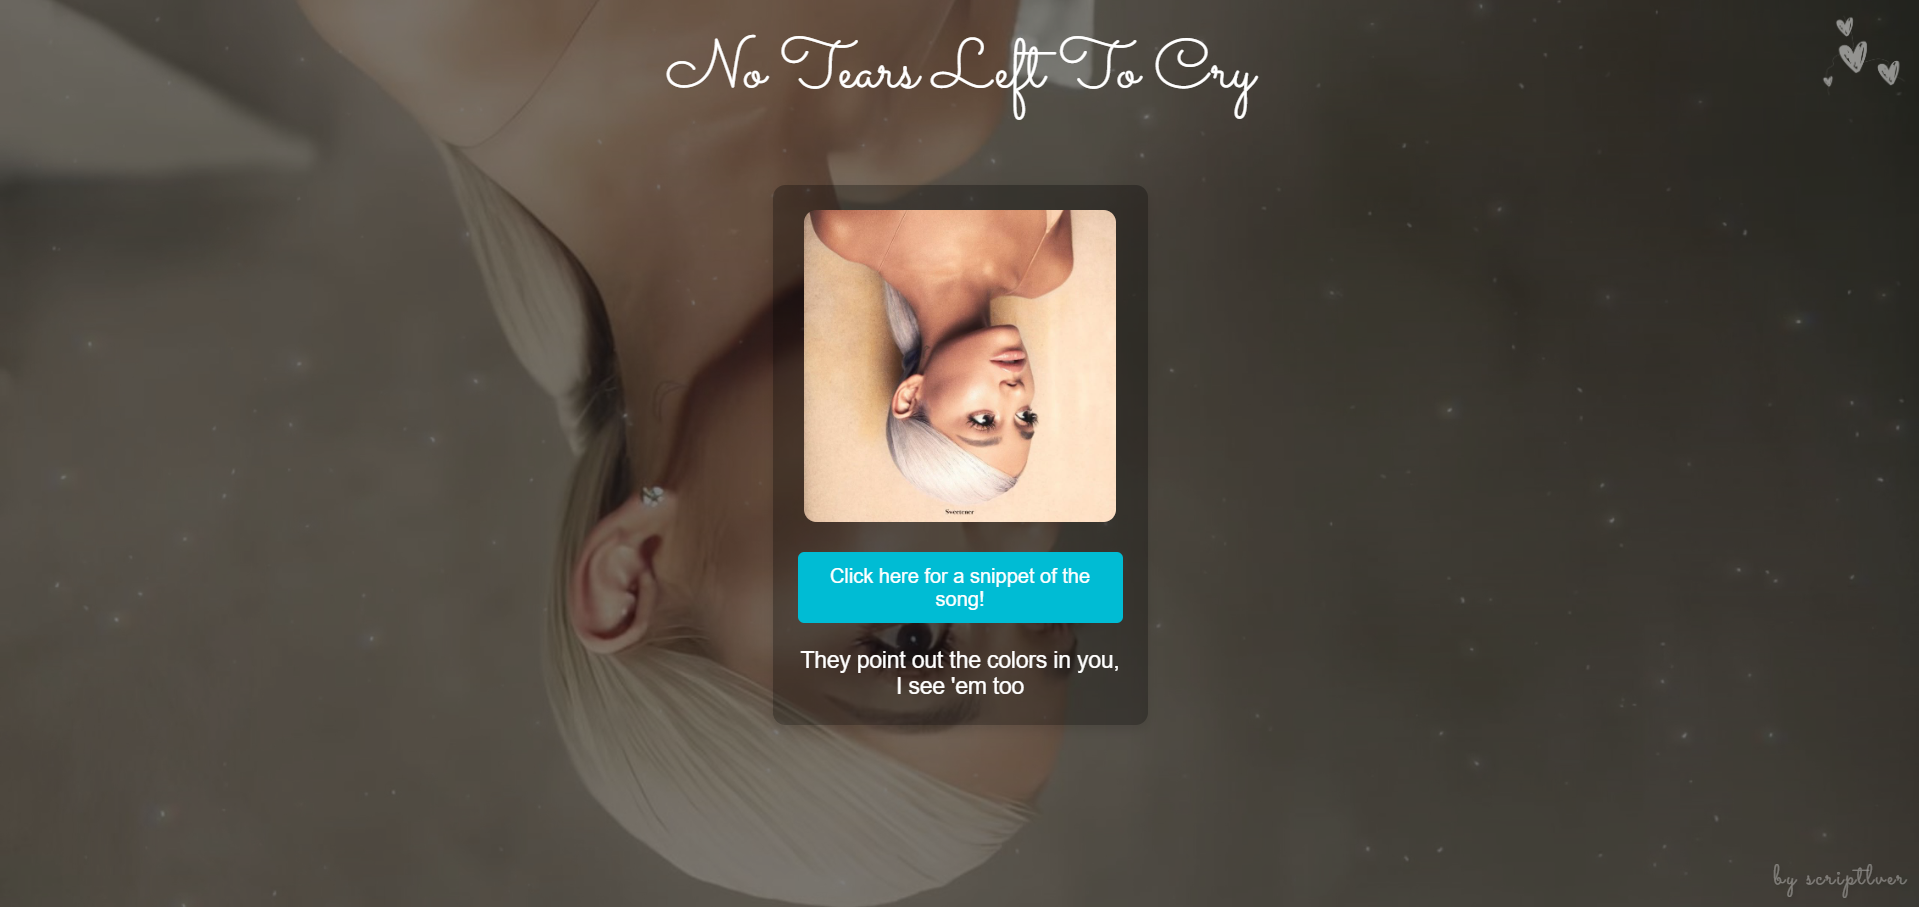 No Tears Left To Cry
Sweetener
Click here for a snippet of the
song!
They point out the colors in you,
I see 'em too
by scriptlver